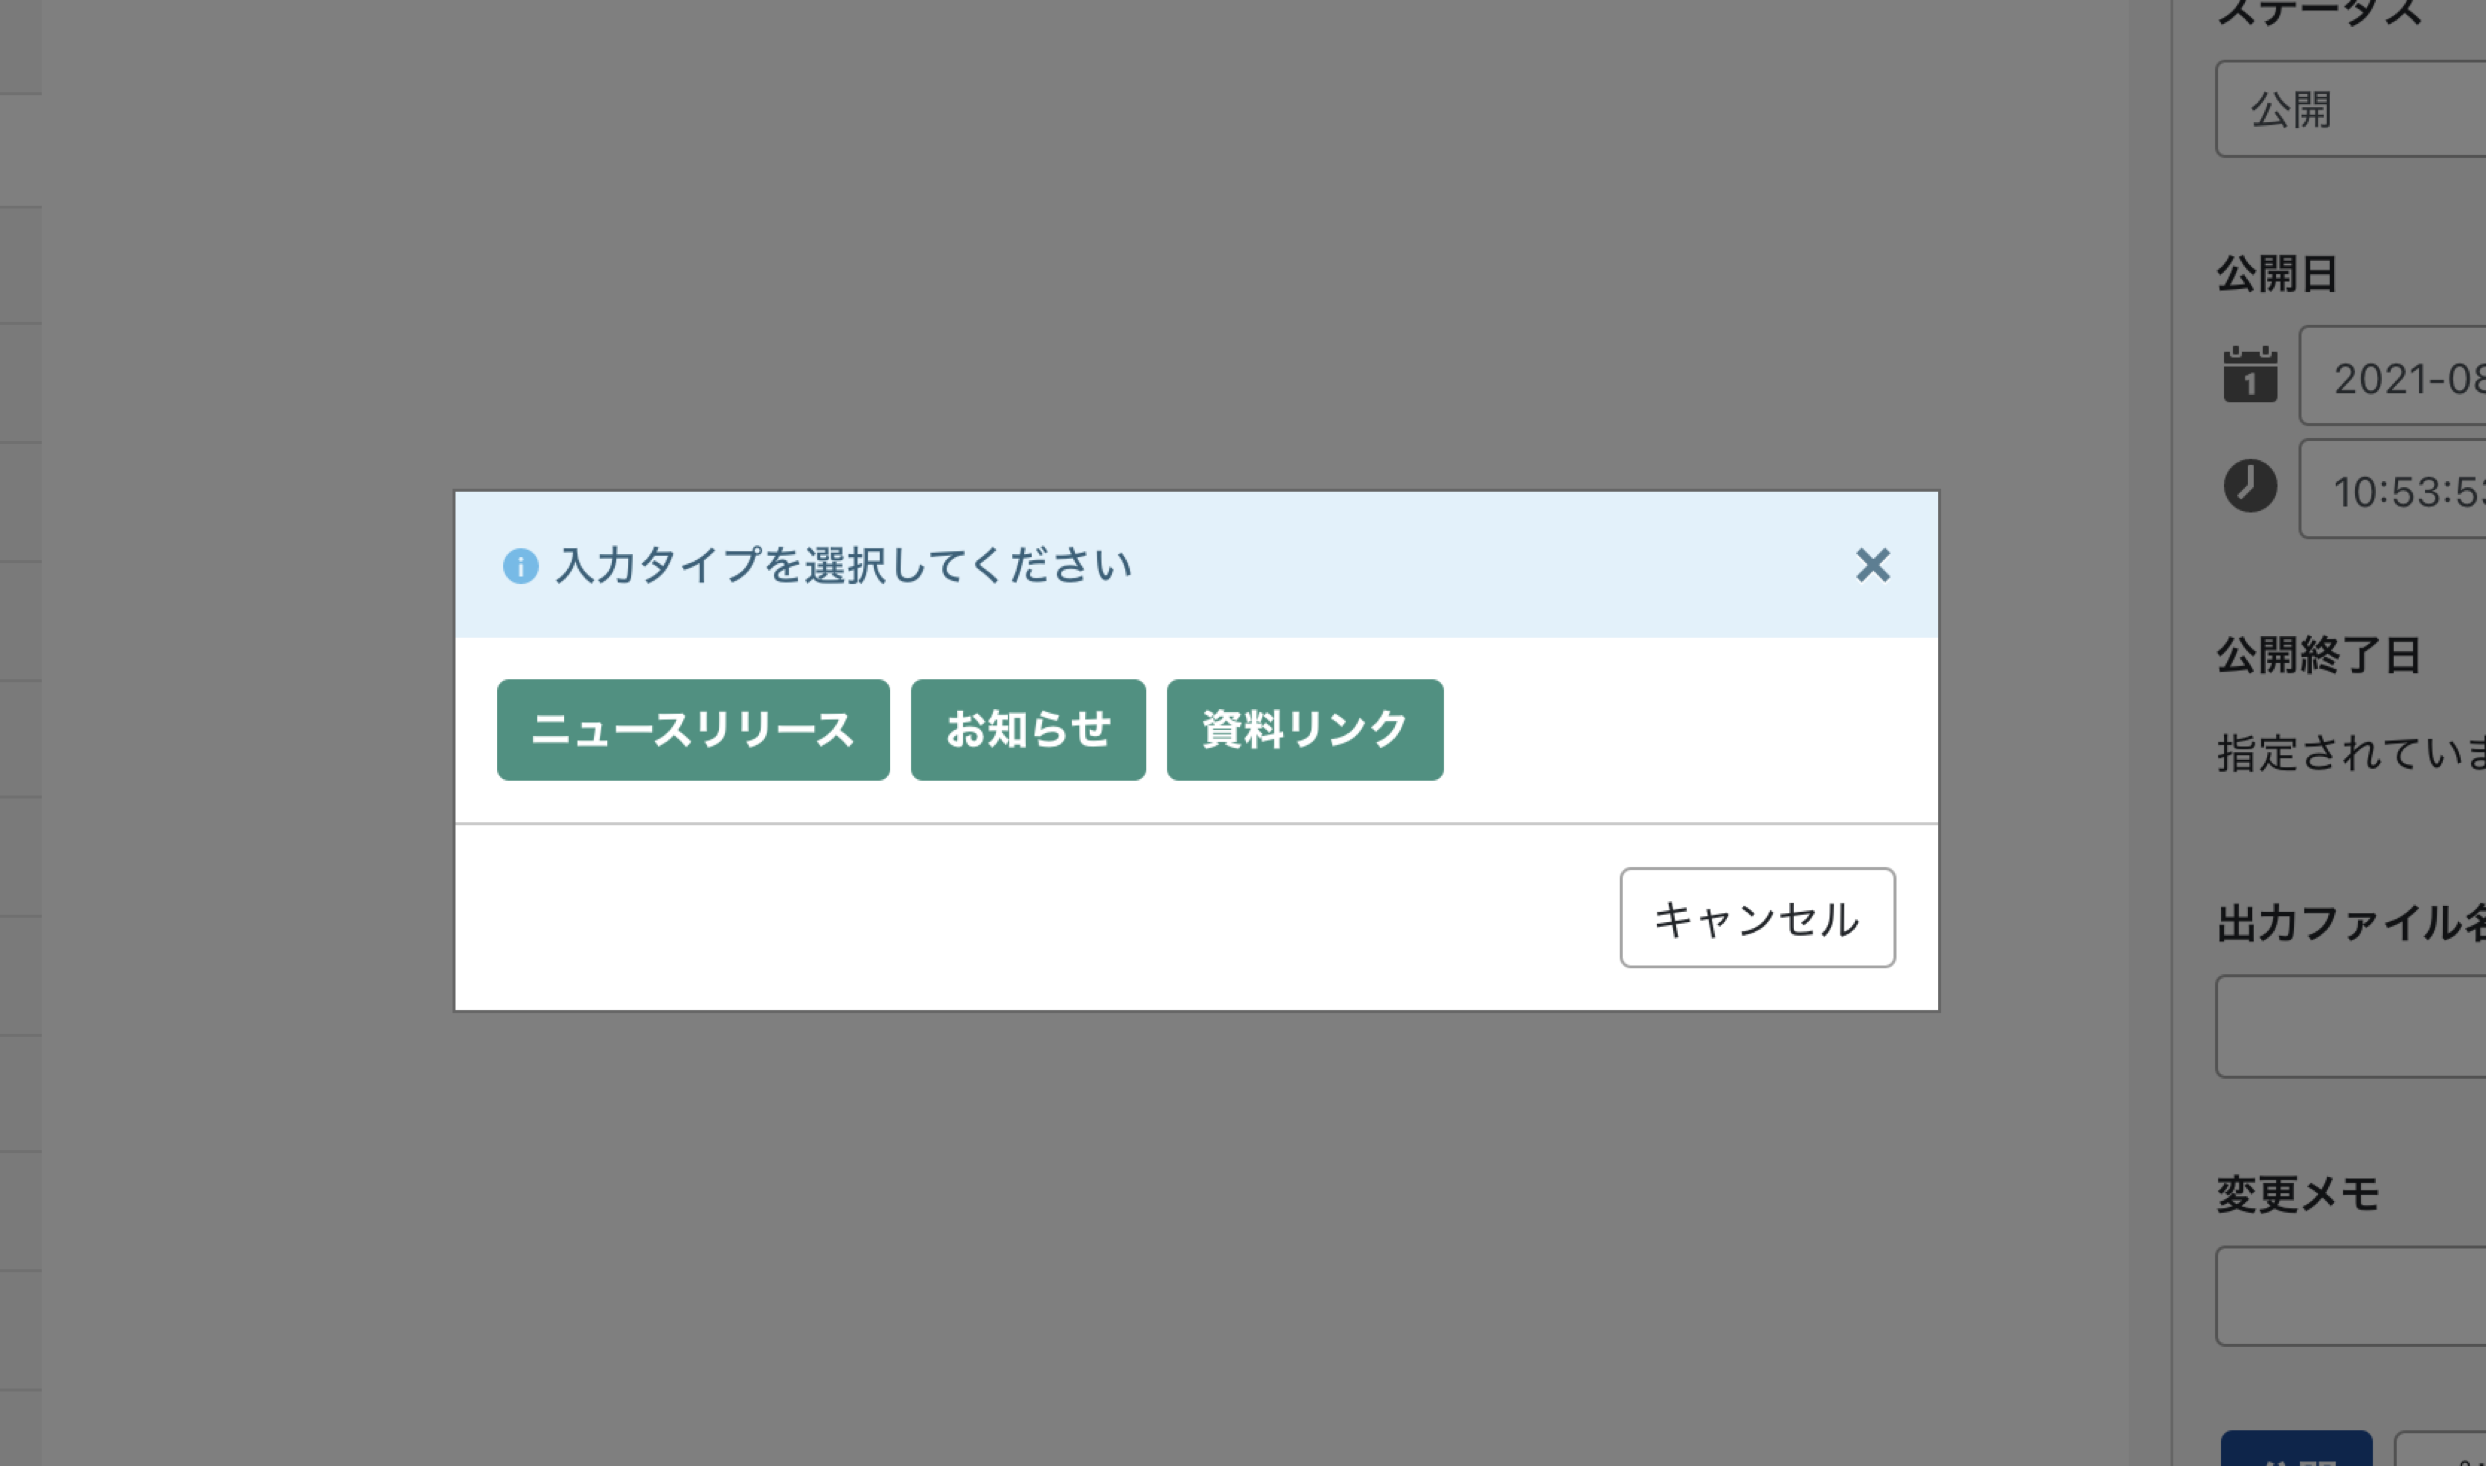 ステータス
公開
公開日
2021-08
10:53:5
入力タイプを選択してください
公開終了日
ニュースリリース
お知らせ
資料リンク
指定されてい
キャンセル
出力ファイル名
変更メモ
公開